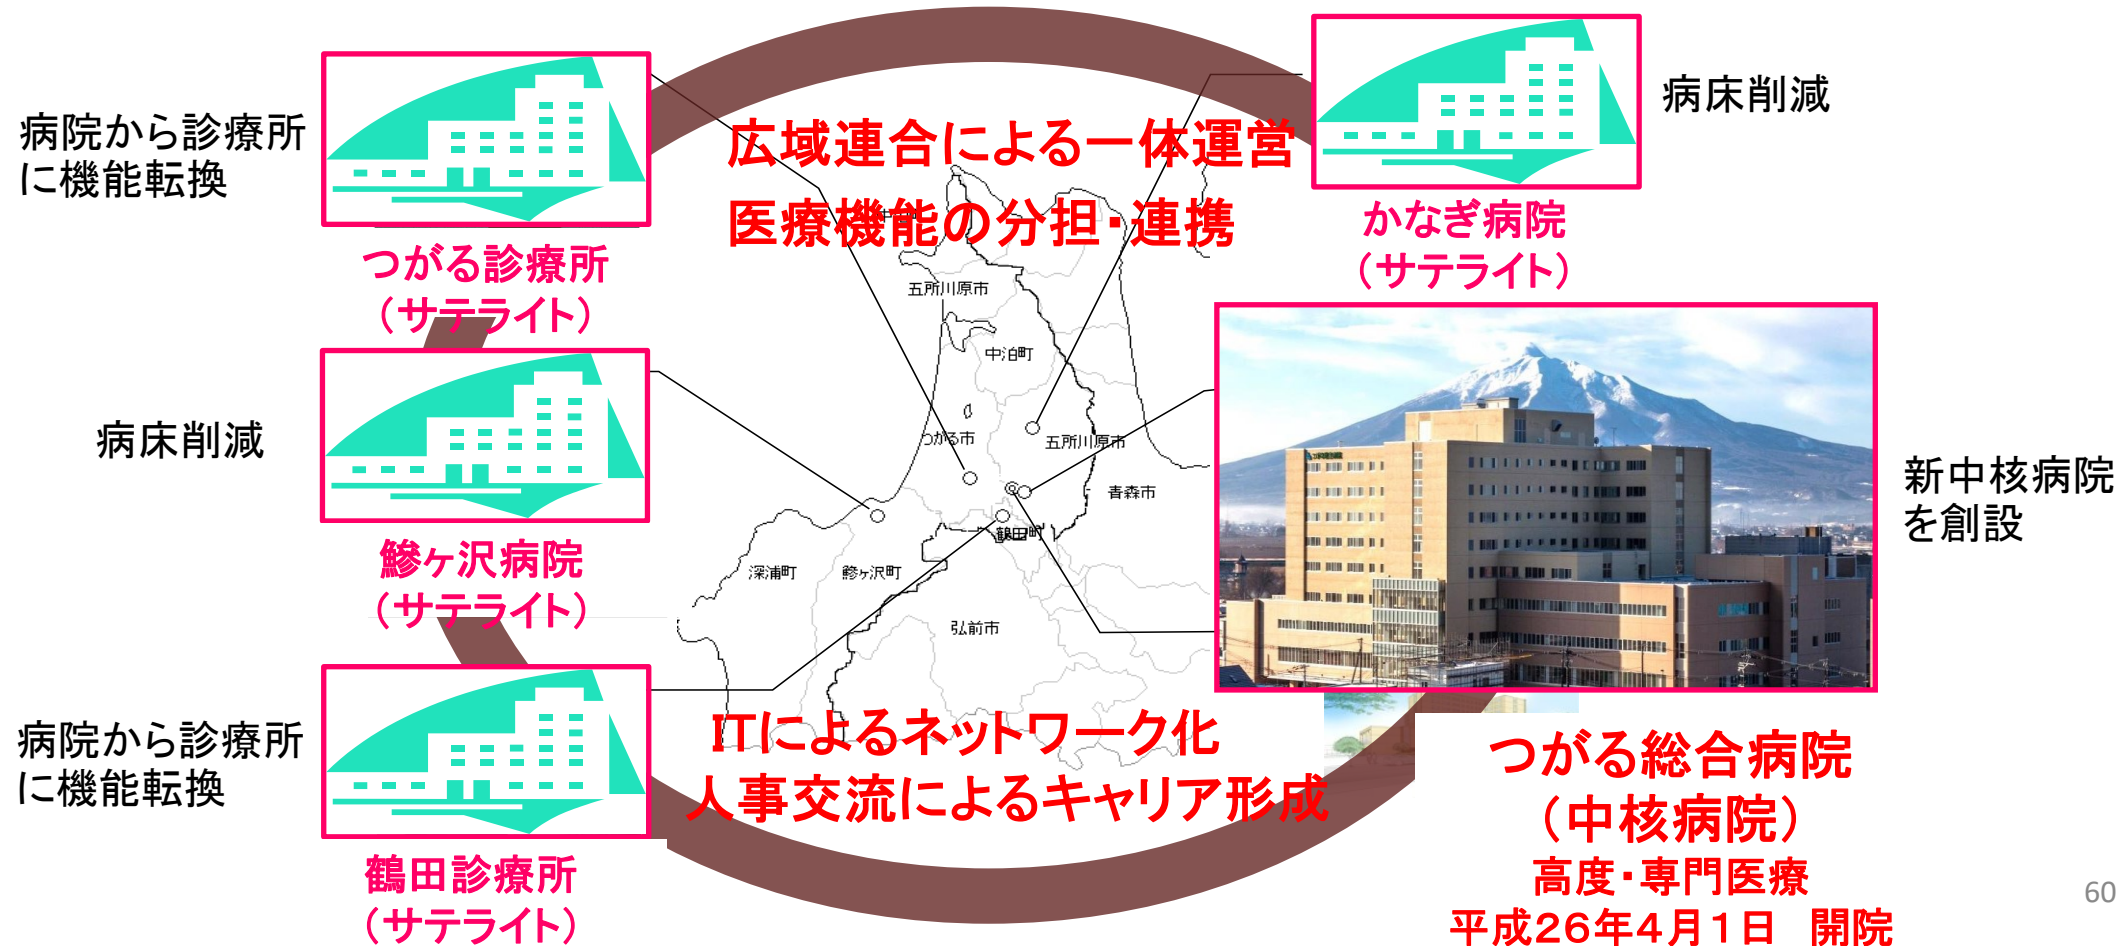 病院から診療所
に機能転換
つがる診療所
（サテライト）
広域連合による一体運営
医療機能の分担・連携
病床削減
かなぎ病院
（サテライト）
五所川原市
中泊町
つがる市
五所川原市
青森市
鶴田町
深浦町
鰺ヶ沢町
弘前市
病床削減
鰺ヶ沢病院
（サテライト）
新中核病院
を創設
病院から診療所
に機能転換
鶴田診療所
（サテライト）
ITによるネットワーク化
人事交流によるキャリア形成
つがる総合病院
（中核病院）
高度・専門医療
平成26年4月1日　開院
60